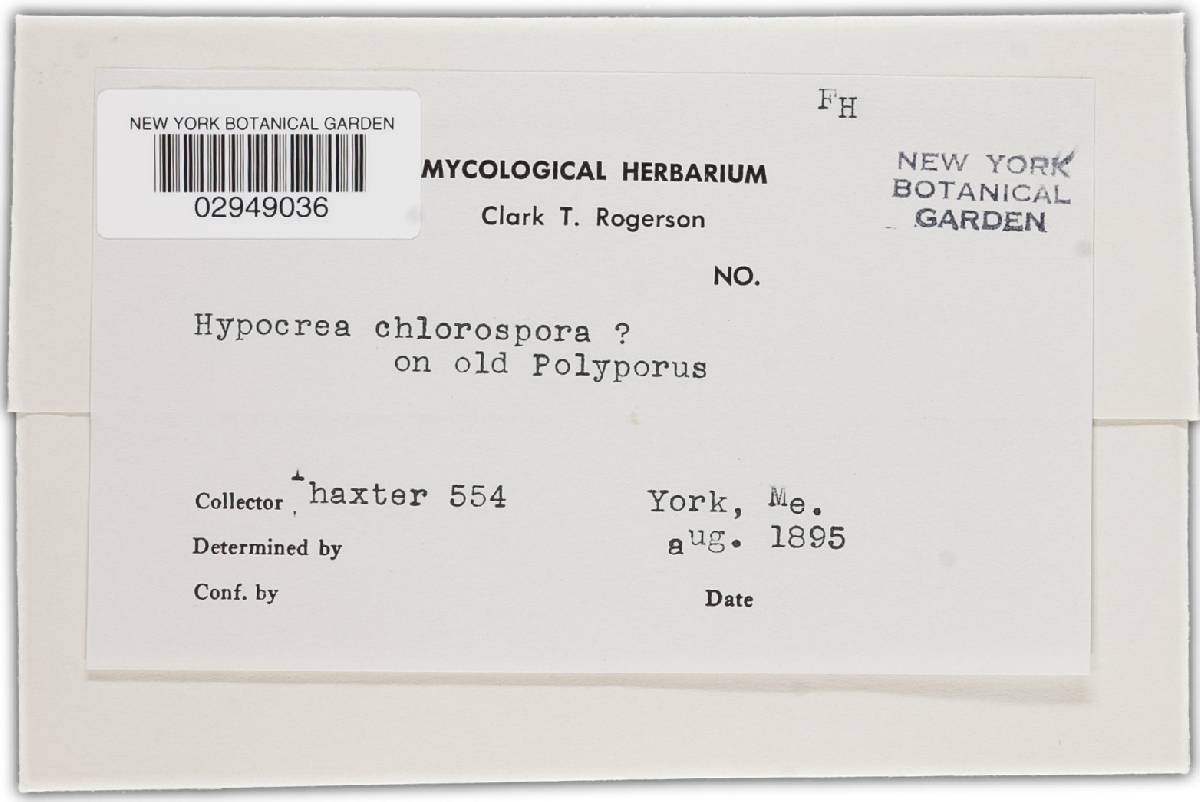 FH
NEW YORK BOTANICAL GARDEN
02949036
MYCOLOGICAL HERBARIUM
Clark T. Rogerson
NEW YORK
BOTANICAL
GARDEN
NO.
Hypocrea chlorospora ?
on old Polyporus
Collector thaxter 554
York, Me.
aug. 1895
Determined by
Conf. by
Date